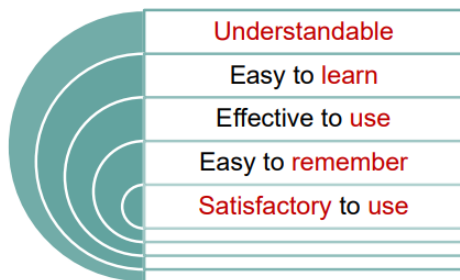 Understandable
Easy to learn
Effective to use
Easy to remember
Satisfactory to use